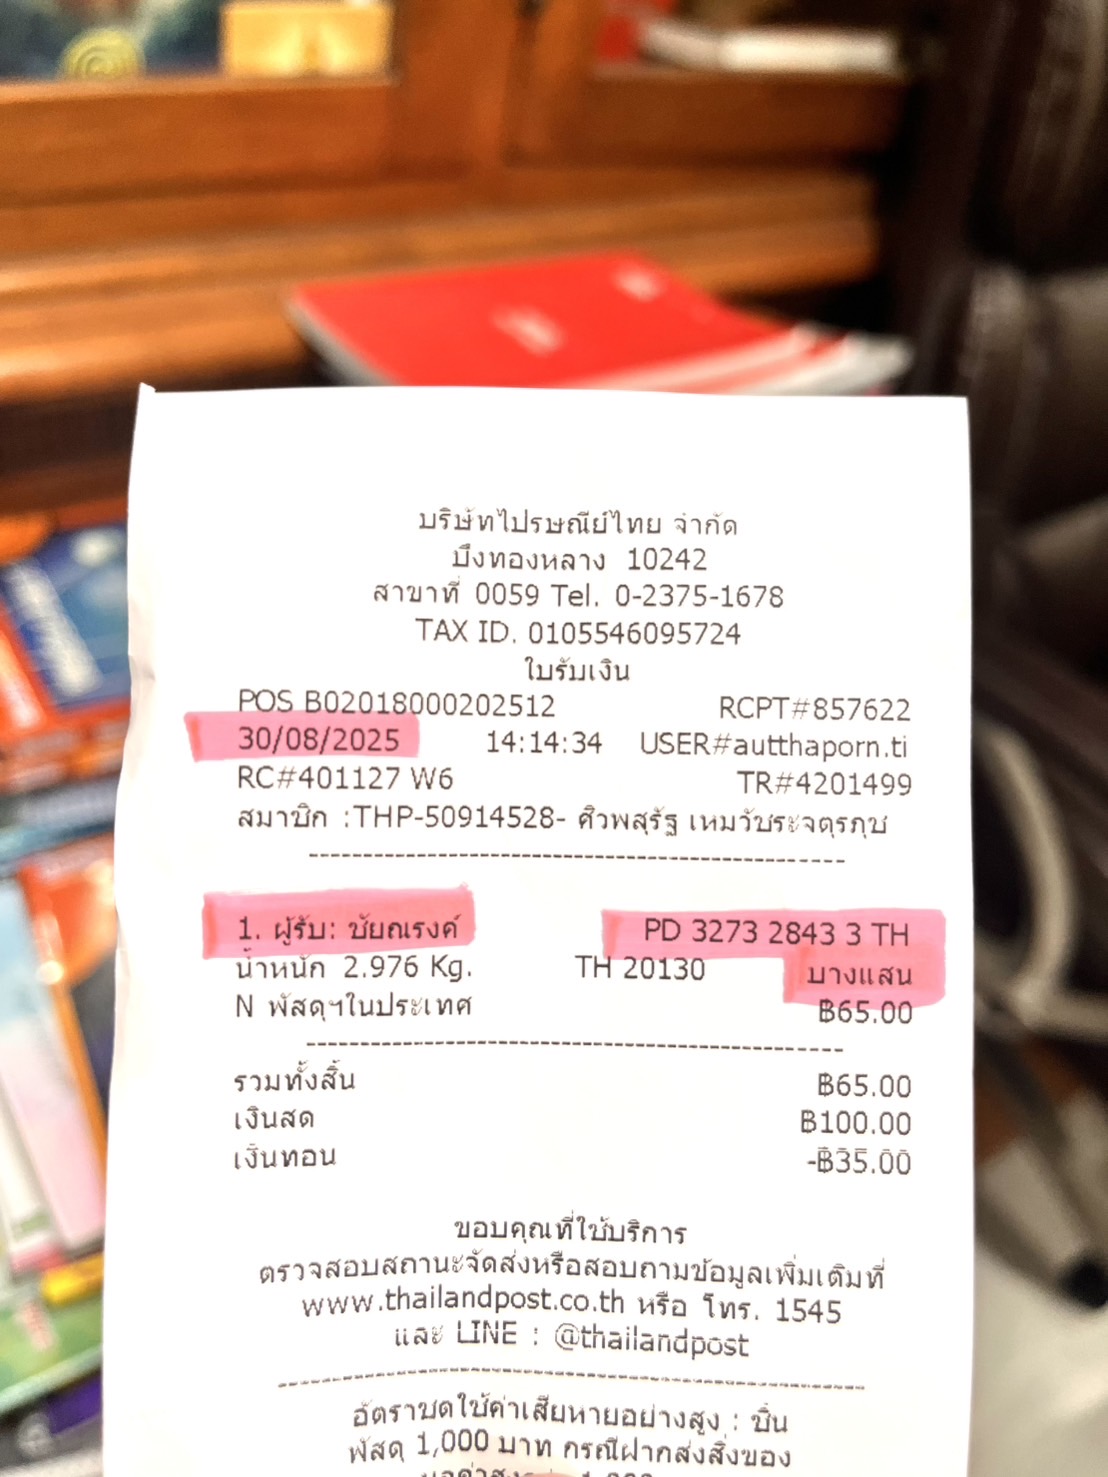 บริษัทไปรษณีย์ไทย จำกัด
บึงทองหลาง 10242
สาขาที่ 0059 Tel. 0-2375-1678
TAX ID. 0105546095724
ใบรับเงิน
POS B02018000202512 RCPT#857622
30/08/2025 14:14:34 USER#autthaporn.ti
RC#401127 W6 TR#4201499
สมาชิก :THP-50914528- ศิวพสุรัฐ เหมวัชระจตุรภุช
1. ผู้รับ: ชัยณรงค์ PD 3273 2843 3 TH
น้ำหนัก 2.976 Kg. TH 20130 บางแสน
N พัสดุฯในประเทศ ฿65.00
รวมทั้งสิ้น ฿65.00
เงินสด ฿100.00
เงินทอน -฿35.00
ขอบคุณที่ใช้บริการ
ตรวจสอบสถานะจัดส่งหรือสอบถามข้อมูลเพิ่มเติมที่
www.thailandpost.co.th หรือ โทร. 1545
และ LINE : @thailandpost
อัตราชดใช้ค่าเสียหายอย่างสูง : ชิ้น
พัสดุ 1,000 บาท กรณีฝากส่งสิ่งของ